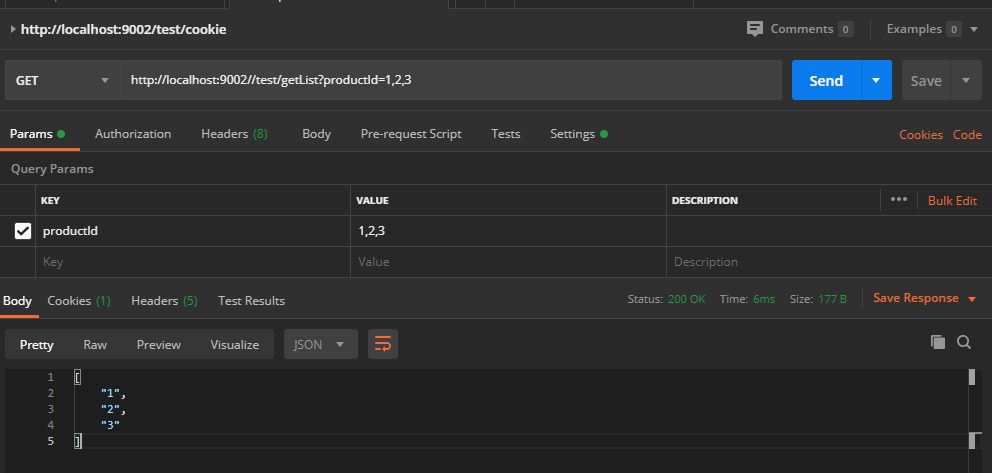 http://localhost:9002/test/cookie Comments 0 Examples 0
GET http://localhost:9002//test/getList?productId=1,2,3 Send Save
Params Authorization Headers (8) Body Pre-request Script Tests Settings Cookies Code
Query Params
KEY VALUE DESCRIPTION ••• Bulk Edit
productId 1,2,3
Key Value Description
Body Cookies (1) Headers (5) Test Results Status: 200 OK Time: 6ms Size: 177 B Save Response
Pretty Raw Preview Visualize JSON
1 [
2 "1",
3 "2",
4 "3"
5 ]